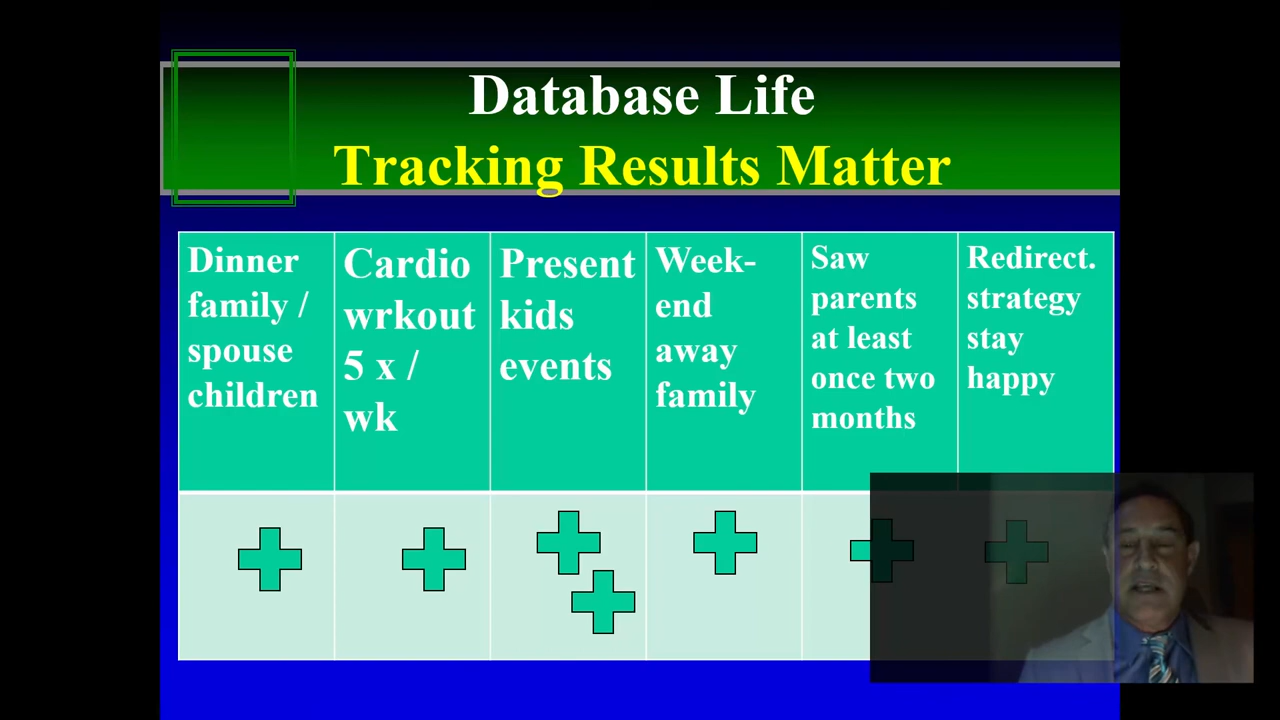 Database Life
Tracking Results Matter
Dinner
family /
spouse
children
Cardio
wrkout
5 x /
wk
Present
kids
events
Week-
end
away
family
Saw
parents
at least
once two
months
Redirect.
strategy
stay
happy